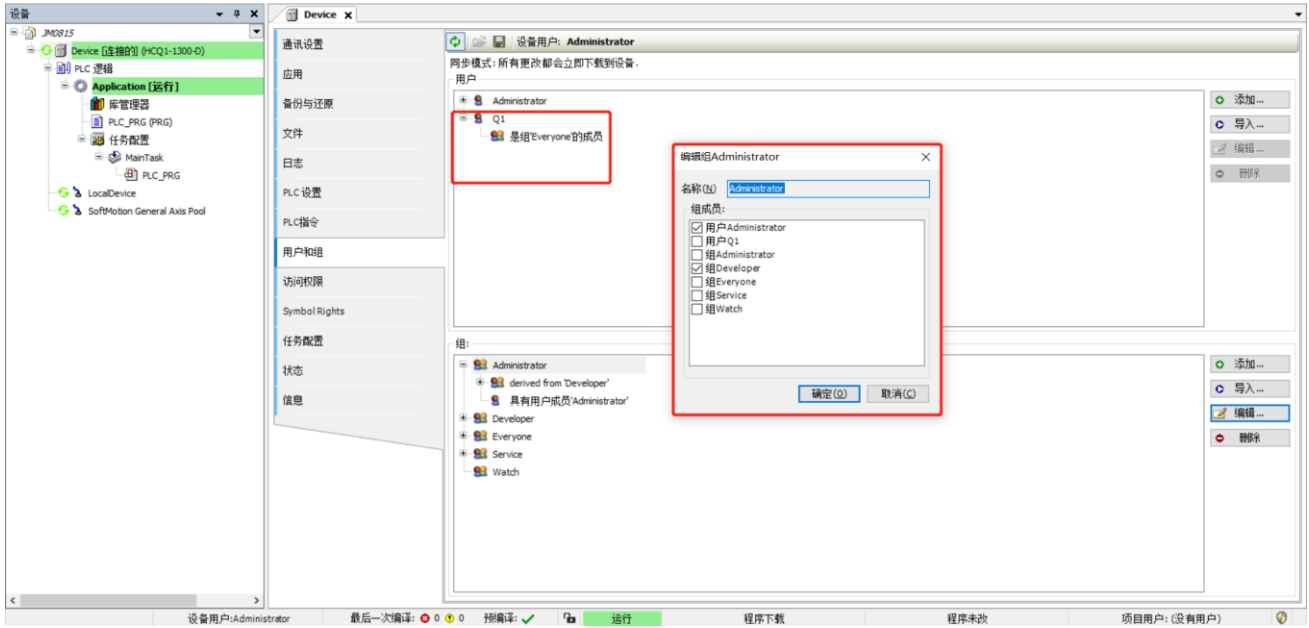 设备
Device
JM0815
Device [连接的] (HCQ1-1300-D)
PLC 逻辑
Application [运行]
库管理器
PLC_PRG (PRG)
任务配置
MainTask
PLC_PRG
LocalDevice
SoftMotion General Axis Pool
通讯设置
应用
备份与还原
文件
日志
PLC 设置
PLC指令
用户和组
访问权限
Symbol Rights
任务配置
状态
信息
设备用户: Administrator
同步模式:所有更改都会立即下载到设备.
用户
Administrator
Q1
是组'Everyone'的成员
添加...
导入...
编辑...
删除
编辑组Administrator
名称(N) Administrator
组成员:
用户Administrator
用户Q1
组Administrator
组Developer
组Everyone
组Service
组Watch
确定(O) 取消(C)
组:
Administrator
derived from 'Developer'
具有用户成员'Administrator'
Developer
Everyone
Service
Watch
添加...
导入...
编辑...
删除
设备用户:Administrator 最后一次编译: 0 0 预编译: 运行 程序下载 程序未改 项目用户: (没有用户)